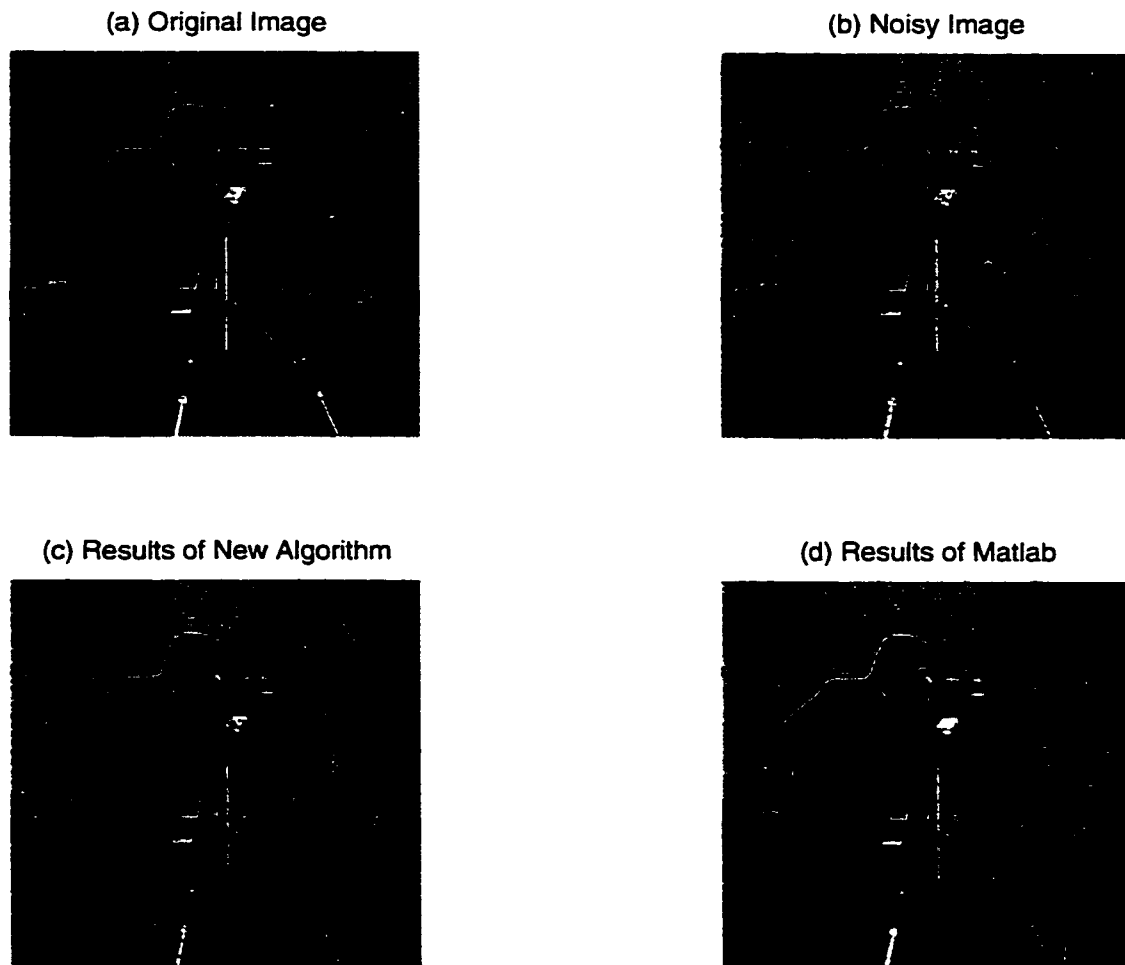 (a) Original Image
(b) Noisy Image
(c) Results of New Algorithm
(d) Results of Matlab